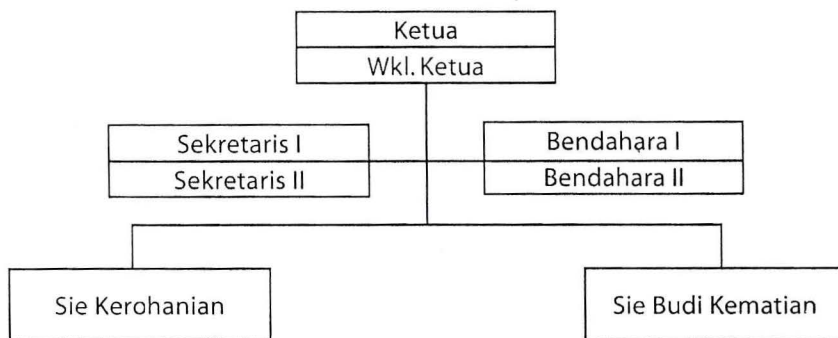 Ketua
Wkl. Ketua
Sekretaris I
Sekretaris II
Bendahara I
Bendahara II
Sie Kerohanian
Sie Budi Kematian